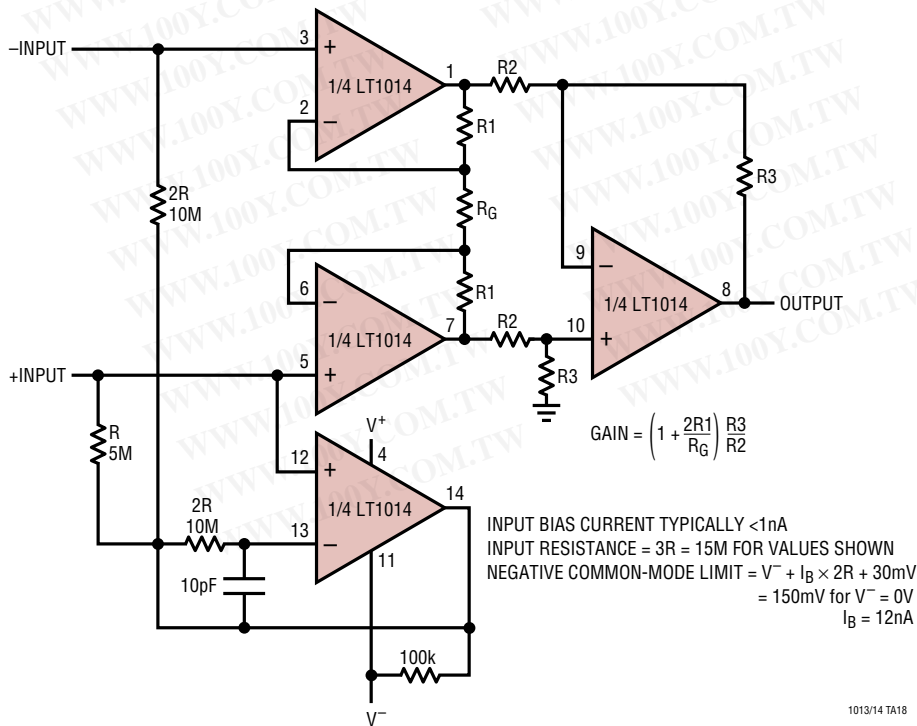 –INPUT
3
+
1/4 LT1014
2
–
1
R2
R1
2R
10M
RG
R3
6
–
1/4 LT1014
R1
7
R2
9
–
1/4 LT1014
8
OUTPUT
10
+
R3
+INPUT
5
+
R
5M
V+
4
12
+
1/4 LT1014
14
2R
10M
13
–
11
10pF
100k
V–
GAIN = (1 + 2R1/RG) R3/R2
INPUT BIAS CURRENT TYPICALLY <1nA
INPUT RESISTANCE = 3R = 15M FOR VALUES SHOWN
NEGATIVE COMMON-MODE LIMIT = V– + IB × 2R + 30mV
= 150mV for V– = 0V
IB = 12nA
1013/14 TA18
WWW.100Y.COM.TW